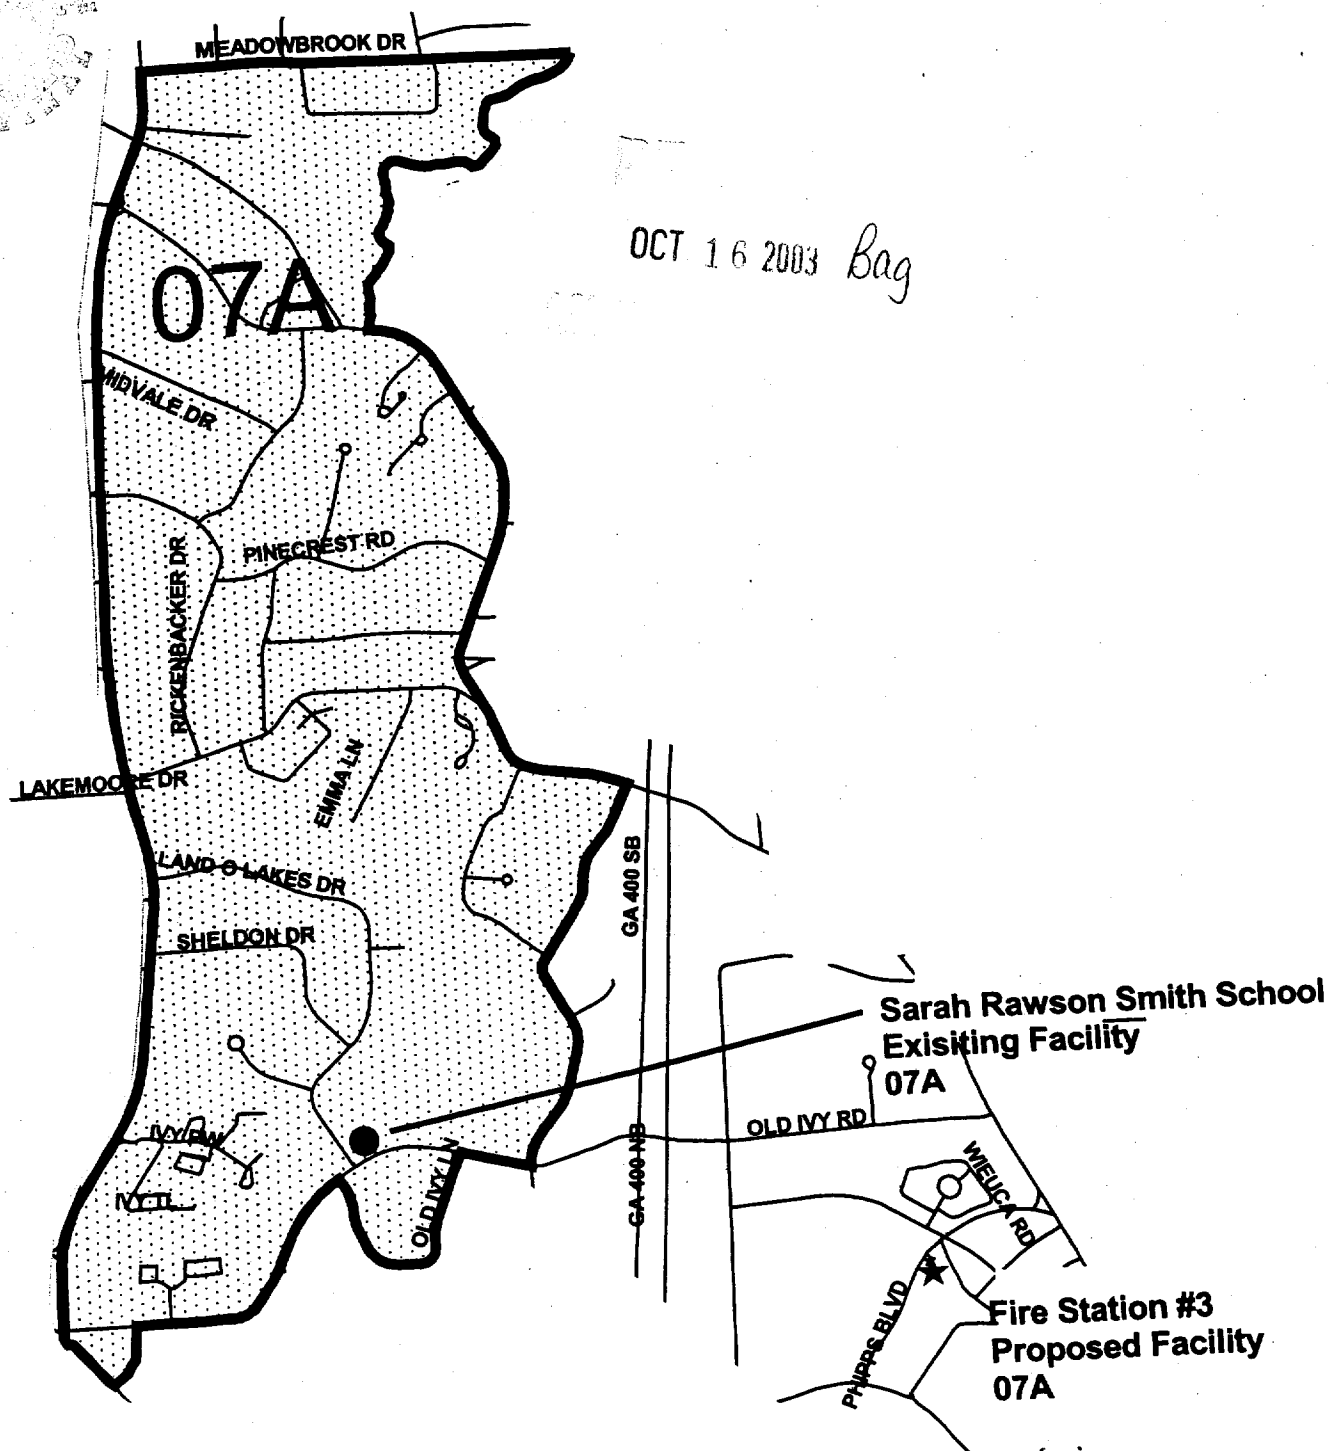 MEADOWBROOK DR
OCT 16 2003 Bag
07A
MIDVALE DR
PINECREST RD
RICKENBACKER DR
EMMA LN
LAKEMOORE DR
LAND O LAKES DR
GA 400 SB
SHELDON DR
Sarah Rawson Smith School
Exisiting Facility
07A
OLD IVY RD
IVY PW
GA 400 NB
WIEUCA RD
OLD IVY LN
IVY TL
PHIPPS BLVD
Fire Station #3
Proposed Facility
07A